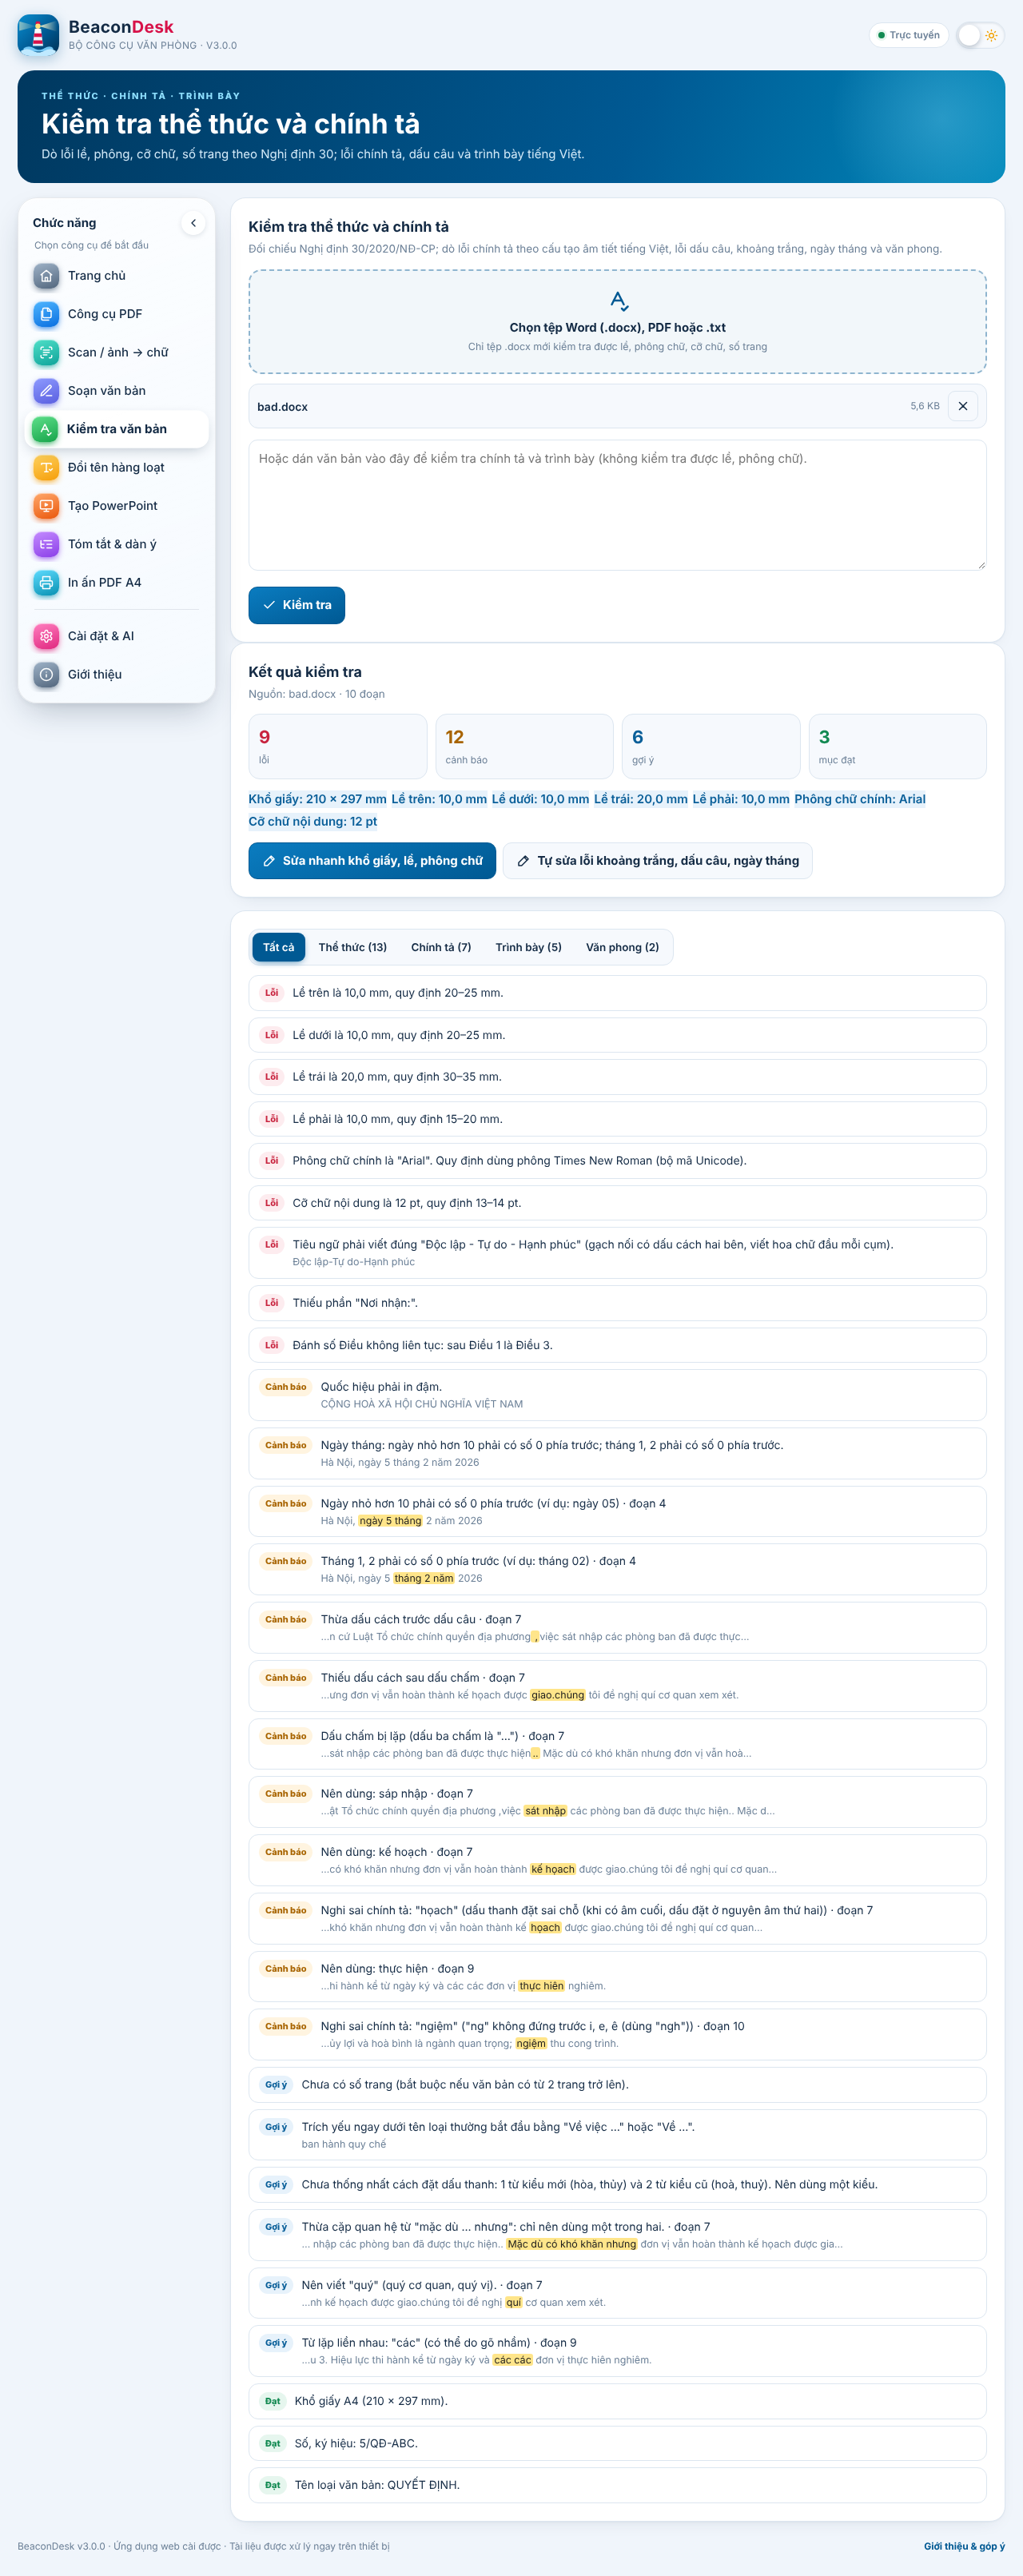 BeaconDesk
BỘ CÔNG CỤ VĂN PHÒNG · V3.0.0
Trực tuyến
THỂ THỨC · CHÍNH TẢ · TRÌNH BÀY
Kiểm tra thể thức và chính tả
Dò lỗi lề, phông, cỡ chữ, số trang theo Nghị định 30; lỗi chính tả, dấu câu và trình bày tiếng Việt.
Chức năng
Chọn công cụ để bắt đầu
Trang chủ
Công cụ PDF
Scan / ảnh → chữ
Soạn văn bản
Kiểm tra văn bản
Đổi tên hàng loạt
Tạo PowerPoint
Tóm tắt & dàn ý
In ấn PDF A4
Cài đặt & AI
Giới thiệu
Kiểm tra thể thức và chính tả
Đối chiếu Nghị định 30/2020/NĐ-CP; dò lỗi chính tả theo cấu tạo âm tiết tiếng Việt, lỗi dấu câu, khoảng trắng, ngày tháng và văn phong.
Chọn tệp Word (.docx), PDF hoặc .txt
Chỉ tệp .docx mới kiểm tra được lề, phông chữ, cỡ chữ, số trang
bad.docx
5,6 KB
Hoặc dán văn bản vào đây để kiểm tra chính tả và trình bày (không kiểm tra được lề, phông chữ).
Kiểm tra
Kết quả kiểm tra
Nguồn: bad.docx · 10 đoạn
9
lỗi
12
cảnh báo
6
gợi ý
3
mục đạt
Khổ giấy: 210 × 297 mm Lề trên: 10,0 mm Lề dưới: 10,0 mm Lề trái: 20,0 mm Lề phải: 10,0 mm Phông chữ chính: Arial
Cỡ chữ nội dung: 12 pt
Sửa nhanh khổ giấy, lề, phông chữ
Tự sửa lỗi khoảng trắng, dấu câu, ngày tháng
Tất cả
Thể thức (13)
Chính tả (7)
Trình bày (5)
Văn phong (2)
Lỗi Lề trên là 10,0 mm, quy định 20–25 mm.
Lỗi Lề dưới là 10,0 mm, quy định 20–25 mm.
Lỗi Lề trái là 20,0 mm, quy định 30–35 mm.
Lỗi Lề phải là 10,0 mm, quy định 15–20 mm.
Lỗi Phông chữ chính là "Arial". Quy định dùng phông Times New Roman (bộ mã Unicode).
Lỗi Cỡ chữ nội dung là 12 pt, quy định 13–14 pt.
Lỗi Tiêu ngữ phải viết đúng "Độc lập - Tự do - Hạnh phúc" (gạch nối có dấu cách hai bên, viết hoa chữ đầu mỗi cụm).
Độc lập-Tự do-Hạnh phúc
Lỗi Thiếu phần "Nơi nhận:".
Lỗi Đánh số Điều không liên tục: sau Điều 1 là Điều 3.
Cảnh báo Quốc hiệu phải in đậm.
CỘNG HOÀ XÃ HỘI CHỦ NGHĨA VIỆT NAM
Cảnh báo Ngày tháng: ngày nhỏ hơn 10 phải có số 0 phía trước; tháng 1, 2 phải có số 0 phía trước.
Hà Nội, ngày 5 tháng 2 năm 2026
Cảnh báo Ngày nhỏ hơn 10 phải có số 0 phía trước (ví dụ: ngày 05) · đoạn 4
Hà Nội, ngày 5 tháng 2 năm 2026
Cảnh báo Tháng 1, 2 phải có số 0 phía trước (ví dụ: tháng 02) · đoạn 4
Hà Nội, ngày 5 tháng 2 năm 2026
Cảnh báo Thừa dấu cách trước dấu câu · đoạn 7
…n cứ Luật Tổ chức chính quyền địa phương ,việc sát nhập các phòng ban đã được thực…
Cảnh báo Thiếu dấu cách sau dấu chấm · đoạn 7
…ưng đơn vị vẫn hoàn thành kế họach được giao.chúng tôi đề nghị quí cơ quan xem xét.
Cảnh báo Dấu chấm bị lặp (dấu ba chấm là "…") · đoạn 7
…sát nhập các phòng ban đã được thực hiện.. Mặc dù có khó khăn nhưng đơn vị vẫn hoà…
Cảnh báo Nên dùng: sáp nhập · đoạn 7
…ật Tổ chức chính quyền địa phương ,việc sát nhập các phòng ban đã được thực hiện.. Mặc d…
Cảnh báo Nên dùng: kế hoạch · đoạn 7
…có khó khăn nhưng đơn vị vẫn hoàn thành kế họach được giao.chúng tôi đề nghị quí cơ quan…
Cảnh báo Nghi sai chính tả: "họach" (dấu thanh đặt sai chỗ (khi có âm cuối, dấu đặt ở nguyên âm thứ hai)) · đoạn 7
…khó khăn nhưng đơn vị vẫn hoàn thành kế họach được giao.chúng tôi đề nghị quí cơ quan…
Cảnh báo Nên dùng: thực hiện · đoạn 9
…hi hành kể từ ngày ký và các các đơn vị thực hiên nghiêm.
Cảnh báo Nghi sai chính tả: "ngiệm" ("ng" không đứng trước i, e, ê (dùng "ngh")) · đoạn 10
…ủy lợi và hoà bình là ngành quan trọng; ngiệm thu cong trình.
Gợi ý Chưa có số trang (bắt buộc nếu văn bản có từ 2 trang trở lên).
Gợi ý Trích yếu ngay dưới tên loại thường bắt đầu bằng "Về việc …" hoặc "Về …".
ban hành quy chế
Gợi ý Chưa thống nhất cách đặt dấu thanh: 1 từ kiểu mới (hòa, thủy) và 2 từ kiểu cũ (hoà, thuỷ). Nên dùng một kiểu.
Gợi ý Thừa cặp quan hệ từ "mặc dù … nhưng": chỉ nên dùng một trong hai. · đoạn 7
… nhập các phòng ban đã được thực hiện.. Mặc dù có khó khăn nhưng đơn vị vẫn hoàn thành kế họach được gia…
Gợi ý Nên viết "quý" (quý cơ quan, quý vị). · đoạn 7
…nh kế họach được giao.chúng tôi đề nghị quí cơ quan xem xét.
Gợi ý Từ lặp liền nhau: "các" (có thể do gõ nhầm) · đoạn 9
…u 3. Hiệu lực thi hành kể từ ngày ký và các các đơn vị thực hiên nghiêm.
Đạt Khổ giấy A4 (210 × 297 mm).
Đạt Số, ký hiệu: 5/QĐ-ABC.
Đạt Tên loại văn bản: QUYẾT ĐỊNH.
BeaconDesk v3.0.0 · Ứng dụng web cài được · Tài liệu được xử lý ngay trên thiết bị
Giới thiệu & góp ý